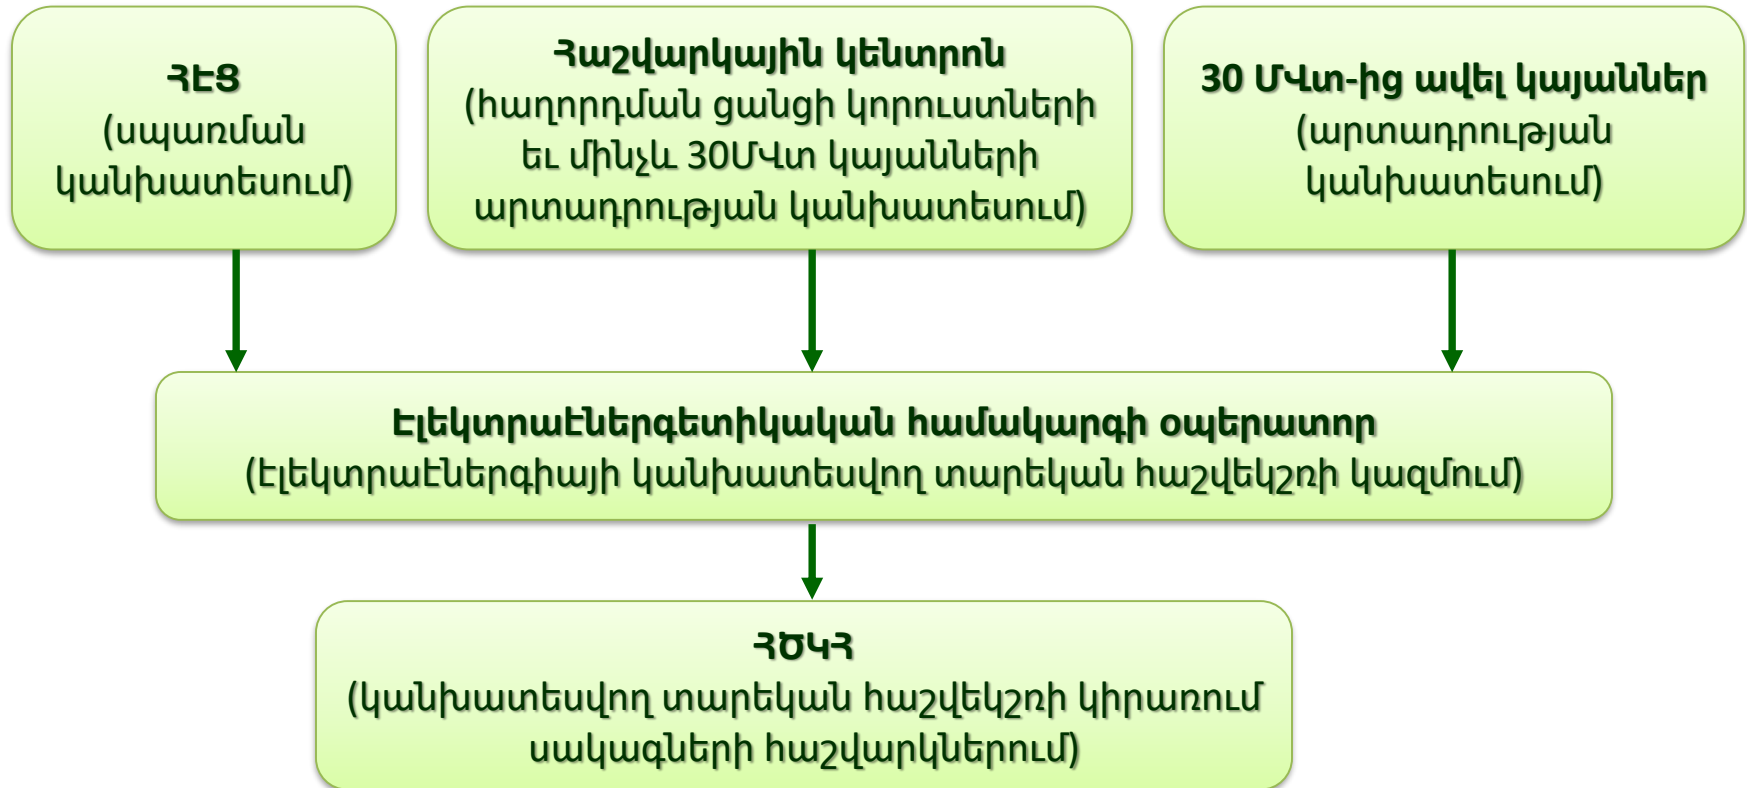 ՀԷՑ
(սպառման
կանխատեսում)
Հաշվարկային կենտրոն
(հաղորդման ցանցի կորուստների
եւ մինչև 30ՄՎտ կայանների
արտադրության կանխատեսում)
30 ՄՎտ-ից ավել կայաններ
(արտադրության
կանխատեսում)
Էլեկտրաէներգետիկական համակարգի օպերատոր
(էլեկտրաէներգիայի կանխատեսվող տարեկան հաշվեկշռի կազմում)
ՀԾԿՀ
(կանխատեսվող տարեկան հաշվեկշռի կիրառում
սակագների հաշվարկներում)